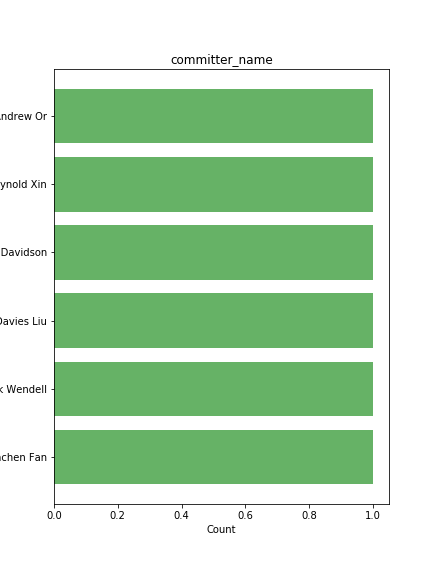 committer_name
Andrew Or
ynold Xin
Davidson
Davies Liu
k Wendell
chen Fan
0.0 0.2 0.4 0.6 0.8 1.0
Count